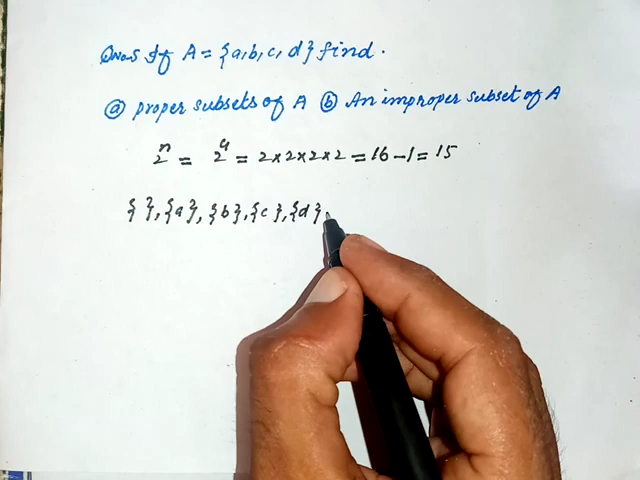 Ques If A = {a,b,c,d} find.
ⓐ proper subsets of A ⓑ An improper subset of A
2ⁿ = 2⁴ = 2×2×2×2 = 16-1 = 15
{ }, {a}, {b}, {c}, {d}